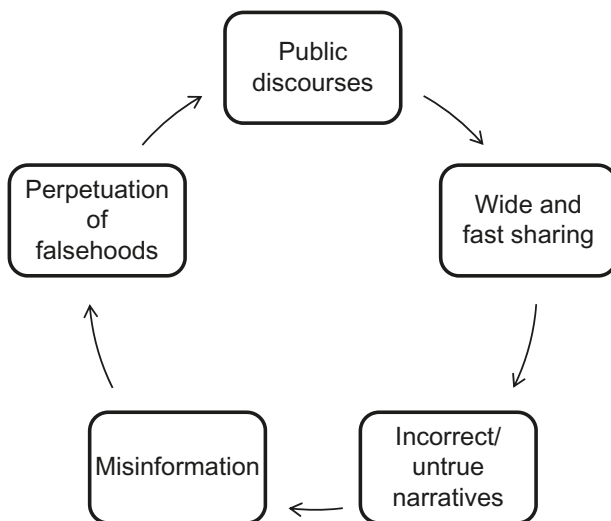 Public
discourses
Wide and
fast sharing
Incorrect/
untrue
narratives
Misinformation
Perpetuation
of
falsehoods